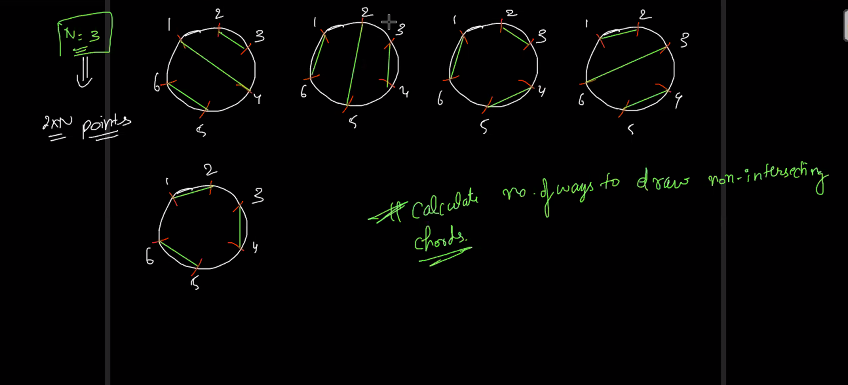 N = 3
2×N points
1 2 3 4 5 6
1 2 3 4 5 6
1 2 3 4 5 6
1 2 3 4 5 6
1 2 3 4 5 6
Calculate no. of ways to draw non-intersecting
chords.